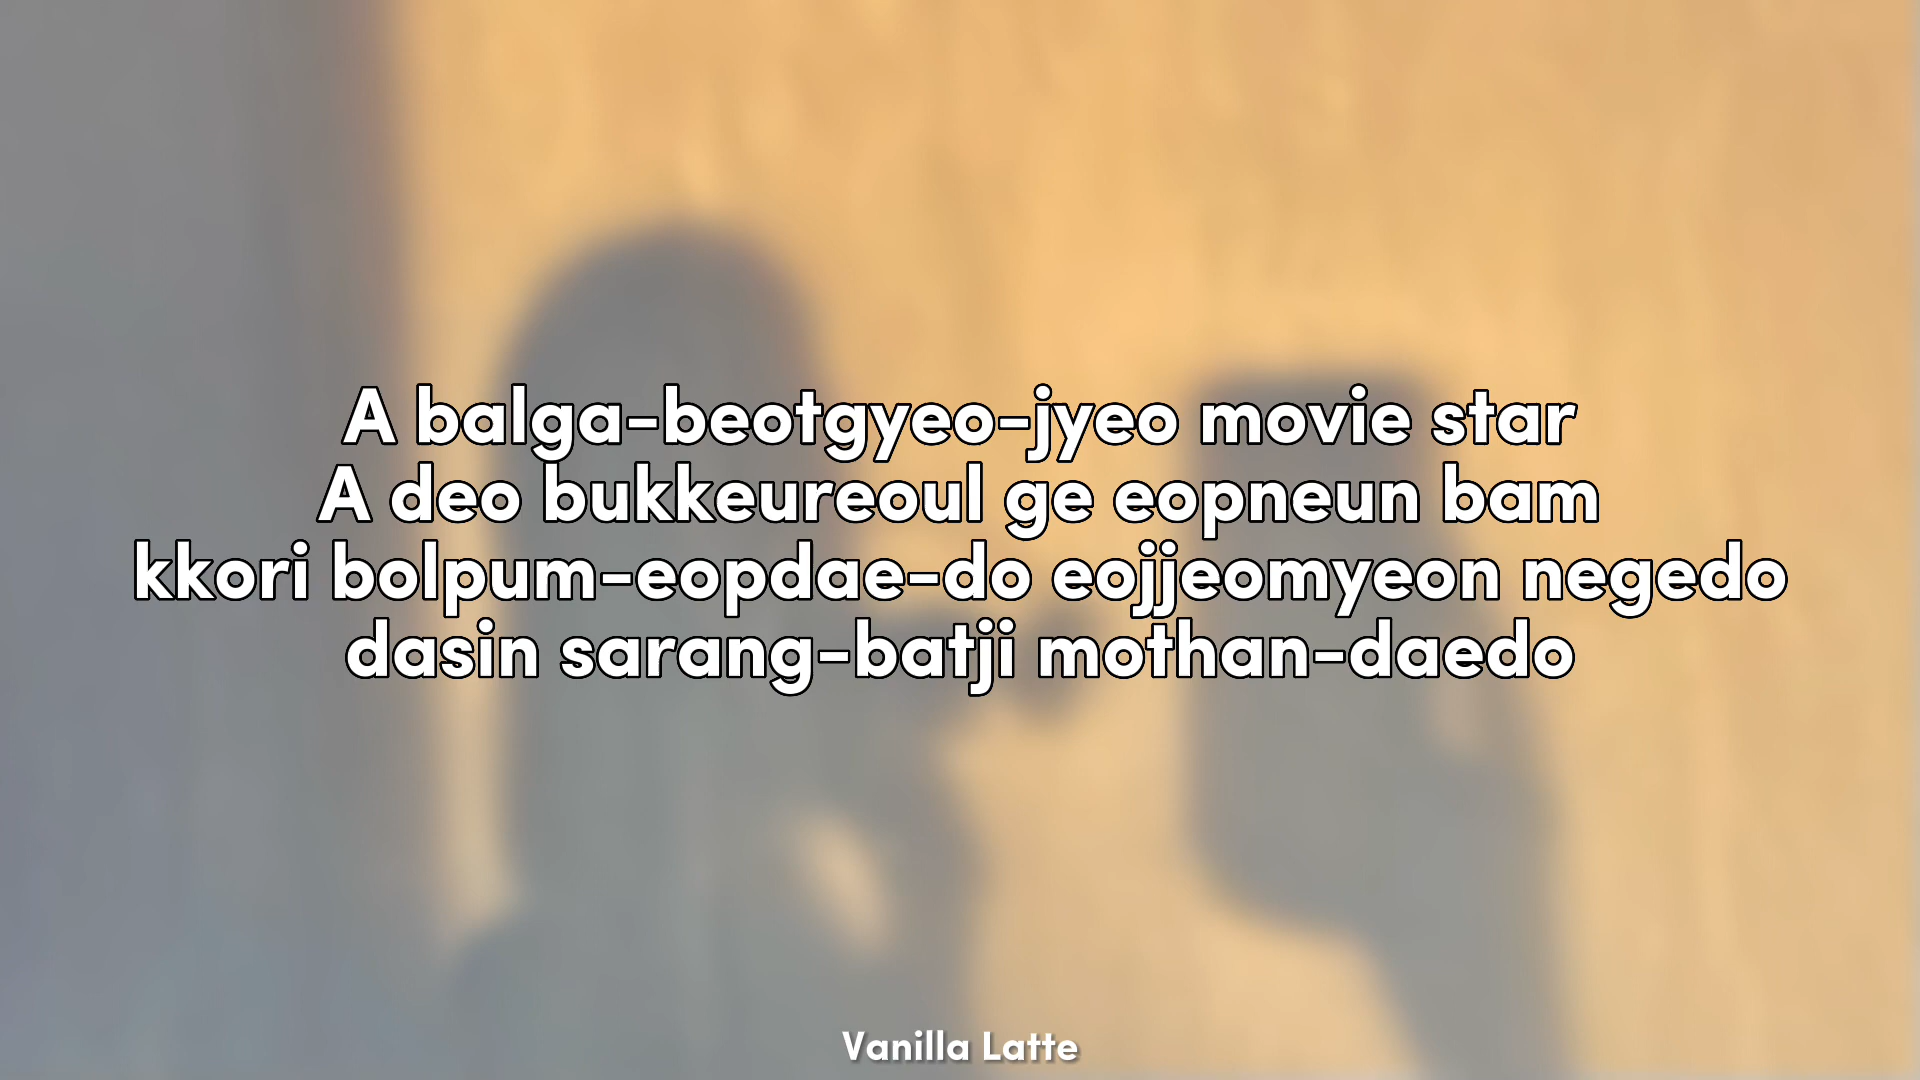 A balga-beotgyeo-jyeo movie star
A deo bukkeureoul ge eopneun bam
kkori bolpum-eopdae-do eojjeomyeon negedo
dasin sarang-batji mothan-daedo
Vanilla Latte